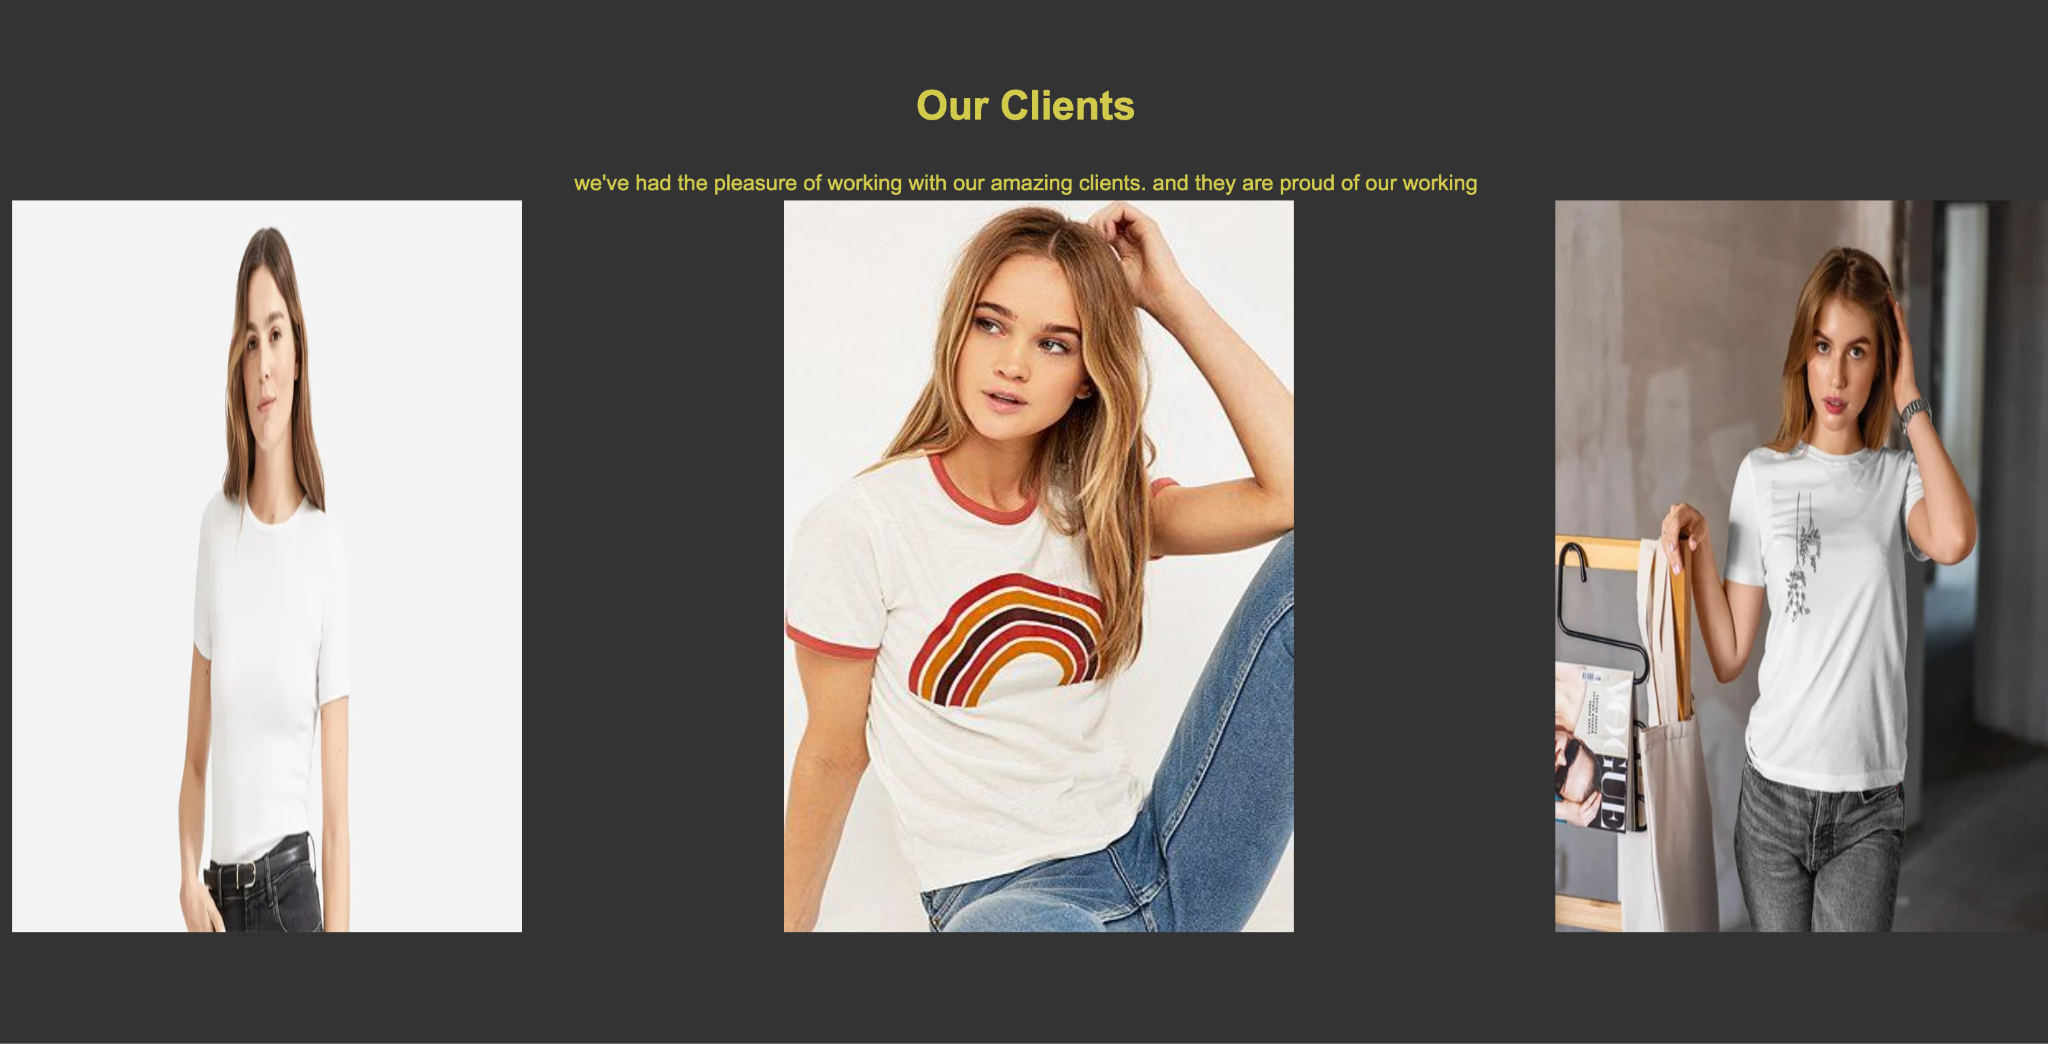 Our Clients
we've had the pleasure of working with our amazing clients. and they are proud of our working
VOGUE